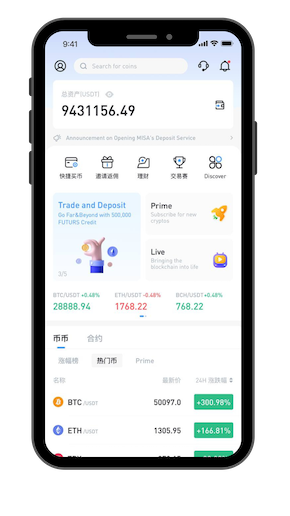 9:41
Search for coins
总资产(USDT)
9431156.49
Announcement on Opening MISA's Deposit Service
快捷买币 邀请返佣 理财 交易赛 Discover
Trade and Deposit
Go Far&Beyond with 500,000
FUTURS Credit
3/5
Prime
Subscribe for new
cryptos
Live
Bringing the
blockchain into life
BTC/USDT +0.48% ETH/USDT -0.48% BCH/USDT +0.48%
28888.94 1768.22 768.22
币币 合约
涨幅榜 热门币 Prime
名称 最新价 24H 涨跌幅
BTC /USDT 50097.0 +300.98%
ETH /USDT 1305.95 +166.81%